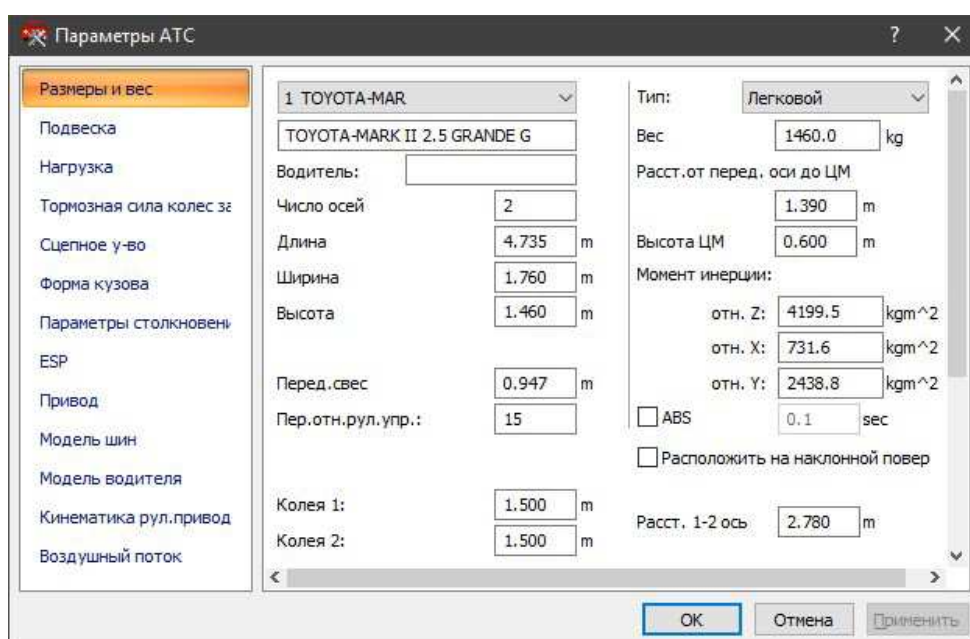 Параметры АТС
?
Размеры и вес
Подвеска
Нагрузка
Тормозная сила колес за
Сцепное у-во
Форма кузова
Параметры столкновени
ESP
Привод
Модель шин
Модель водителя
Кинематика рул.привод
Воздушный поток
1 TOYOTA-MAR
TOYOTA-MARK II 2.5 GRANDE G
Водитель:
Число осей 2
Длина 4.735 m
Ширина 1.760 m
Высота 1.460 m
Перед.свес 0.947 m
Пер.отн.рул.упр.: 15
Колея 1: 1.500 m
Колея 2: 1.500 m
Тип: Легковой
Вес 1460.0 kg
Расст.от перед. оси до ЦМ
1.390 m
Высота ЦМ 0.600 m
Момент инерции:
отн. Z: 4199.5 kgm^2
отн. X: 731.6 kgm^2
отн. Y: 2438.8 kgm^2
ABS 0.1 sec
Расположить на наклонной повер
Расст. 1-2 ось 2.780 m
OK Отмена Применить